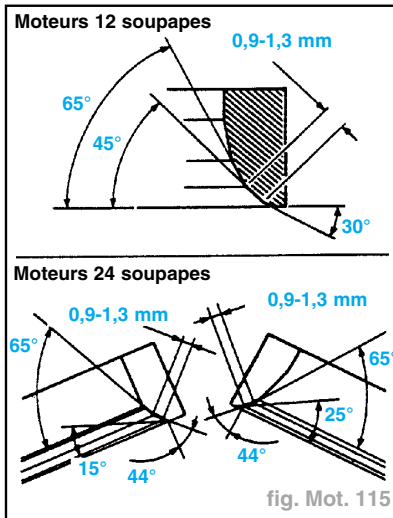 Moteurs 12 soupapes
0,9-1,3 mm
65°
45°
30°
Moteurs 24 soupapes
0,9-1,3 mm 0,9-1,3 mm
65° 65°
25°
15° 44° 44°
fig. Mot. 115